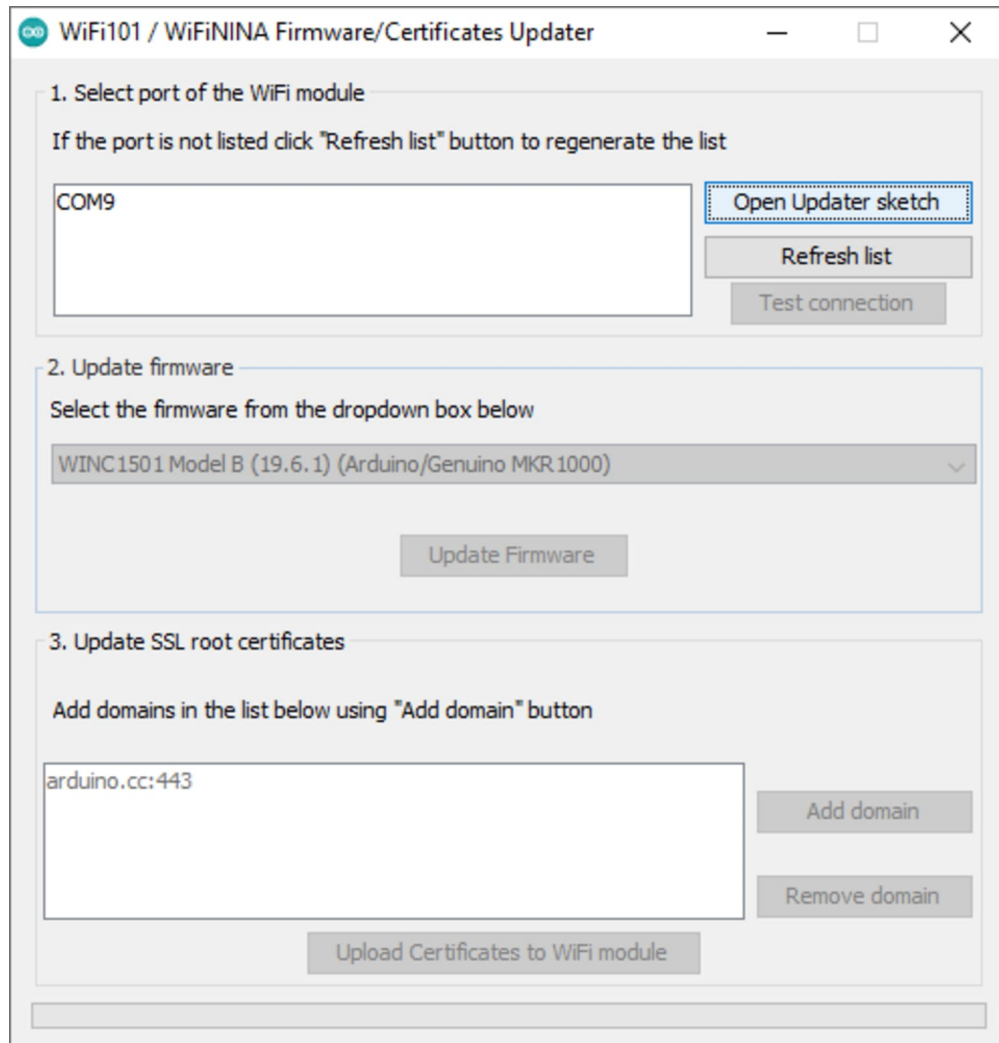 WiFi101 / WiFiNINA Firmware/Certificates Updater
1. Select port of the WiFi module
If the port is not listed click "Refresh list" button to regenerate the list
COM9
Open Updater sketch
Refresh list
Test connection
2. Update firmware
Select the firmware from the dropdown box below
WINC1501 Model B (19.6.1) (Arduino/Genuino MKR1000)
Update Firmware
3. Update SSL root certificates
Add domains in the list below using "Add domain" button
arduino.cc:443
Add domain
Remove domain
Upload Certificates to WiFi module